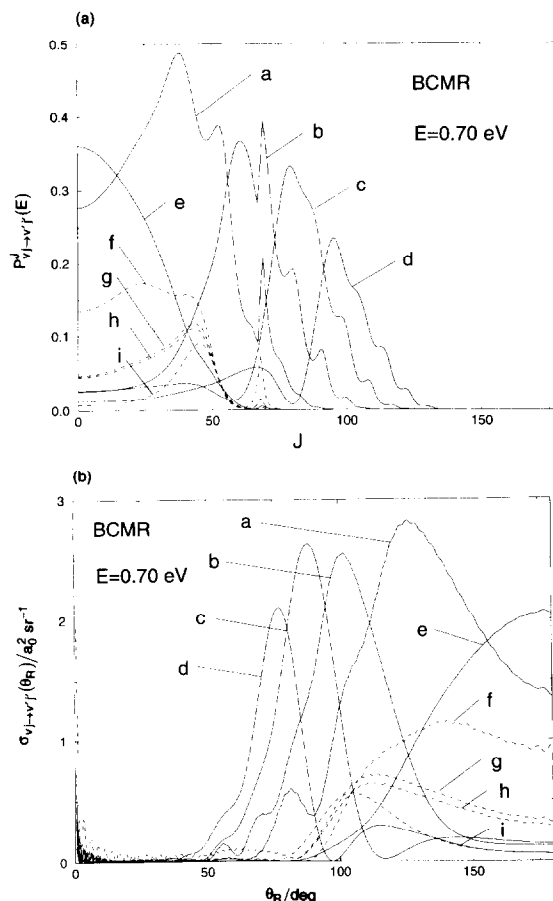 (a)
0.5
0.4
0.3
0.2
0.1
0.0
P^J_{vj→v'j'}(E)
BCMR
E=0.70 eV
a
b
c
d
e
f
g
h
i
0
50
100
150
J
(b)
3
2
1
0
σ_{vj→v'j'}(θ_R)/a_0^2 sr^{-1}
BCMR
E=0.70 eV
a
b
c
d
e
f
g
h
i
0
50
100
150
θ_R/deg